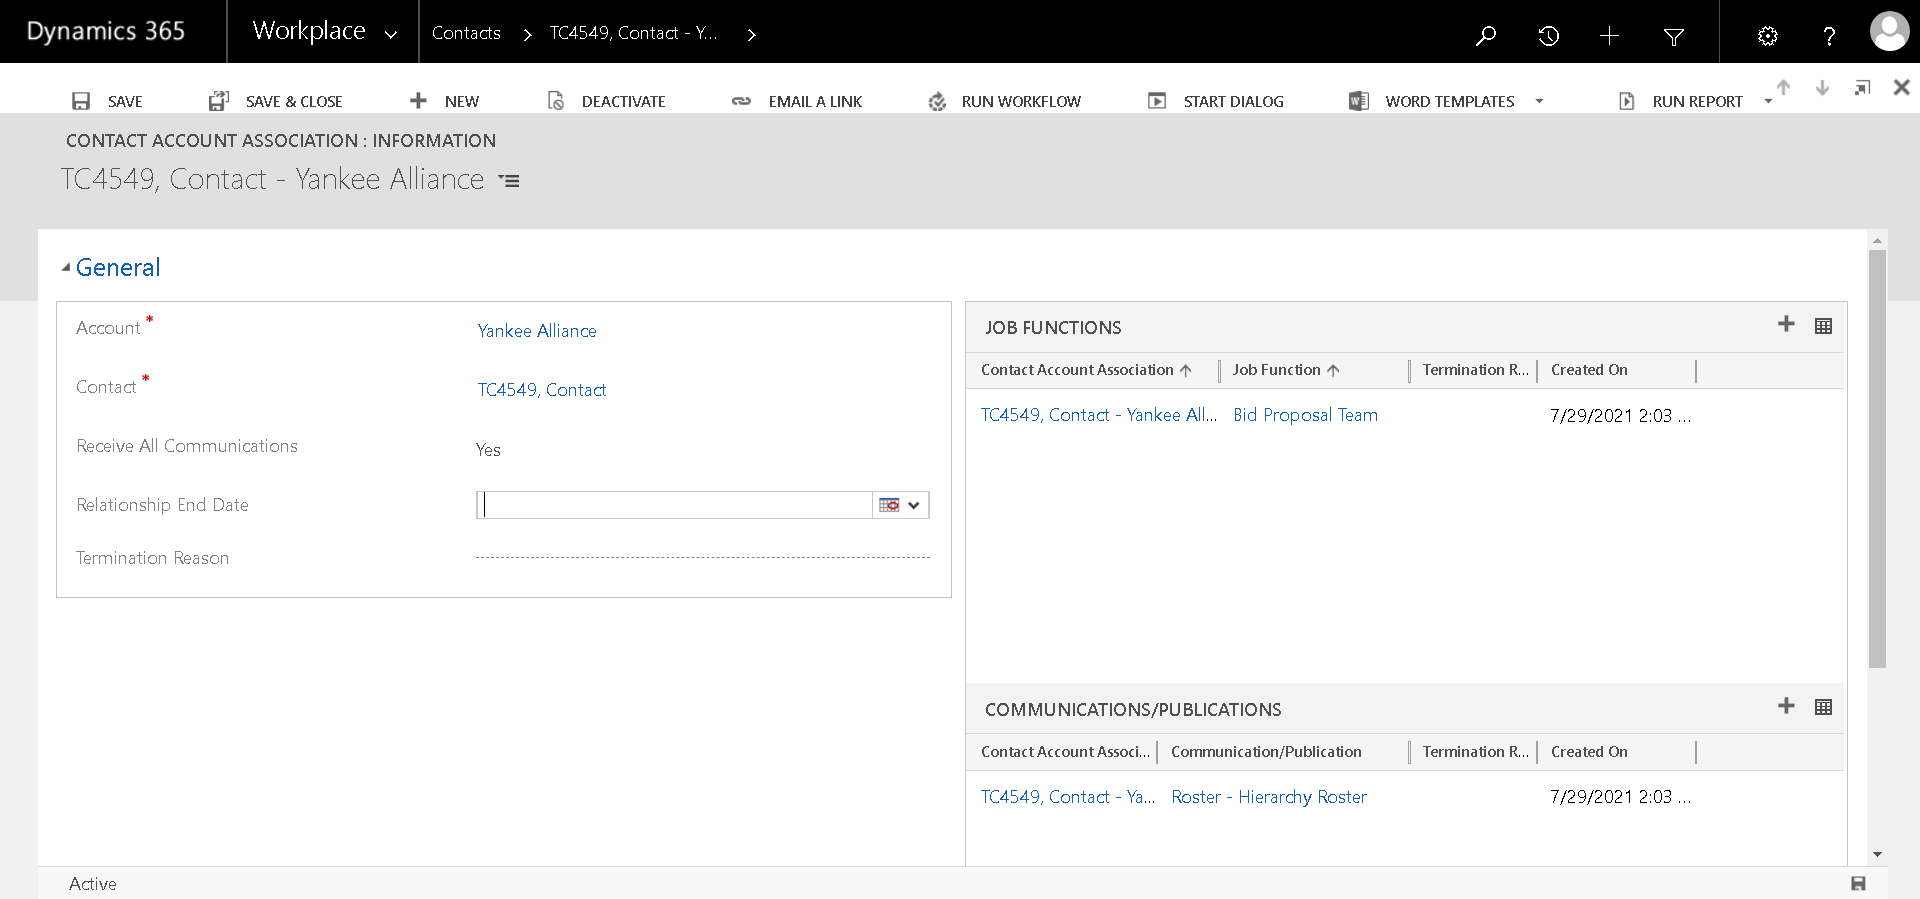 Dynamics 365
Workplace
Contacts
TC4549, Contact - Y...
SAVE
SAVE & CLOSE
NEW
DEACTIVATE
EMAIL A LINK
RUN WORKFLOW
START DIALOG
WORD TEMPLATES
RUN REPORT
CONTACT ACCOUNT ASSOCIATION : INFORMATION
TC4549, Contact - Yankee Alliance
General
Account *
Yankee Alliance
Contact *
TC4549, Contact
Receive All Communications
Yes
Relationship End Date
Termination Reason
JOB FUNCTIONS
Contact Account Association
Job Function
Termination R...
Created On
TC4549, Contact - Yankee All...
Bid Proposal Team
7/29/2021 2:03 ...
COMMUNICATIONS/PUBLICATIONS
Contact Account Associ...
Communication/Publication
Termination R...
Created On
TC4549, Contact - Ya...
Roster - Hierarchy Roster
7/29/2021 2:03 ...
Active